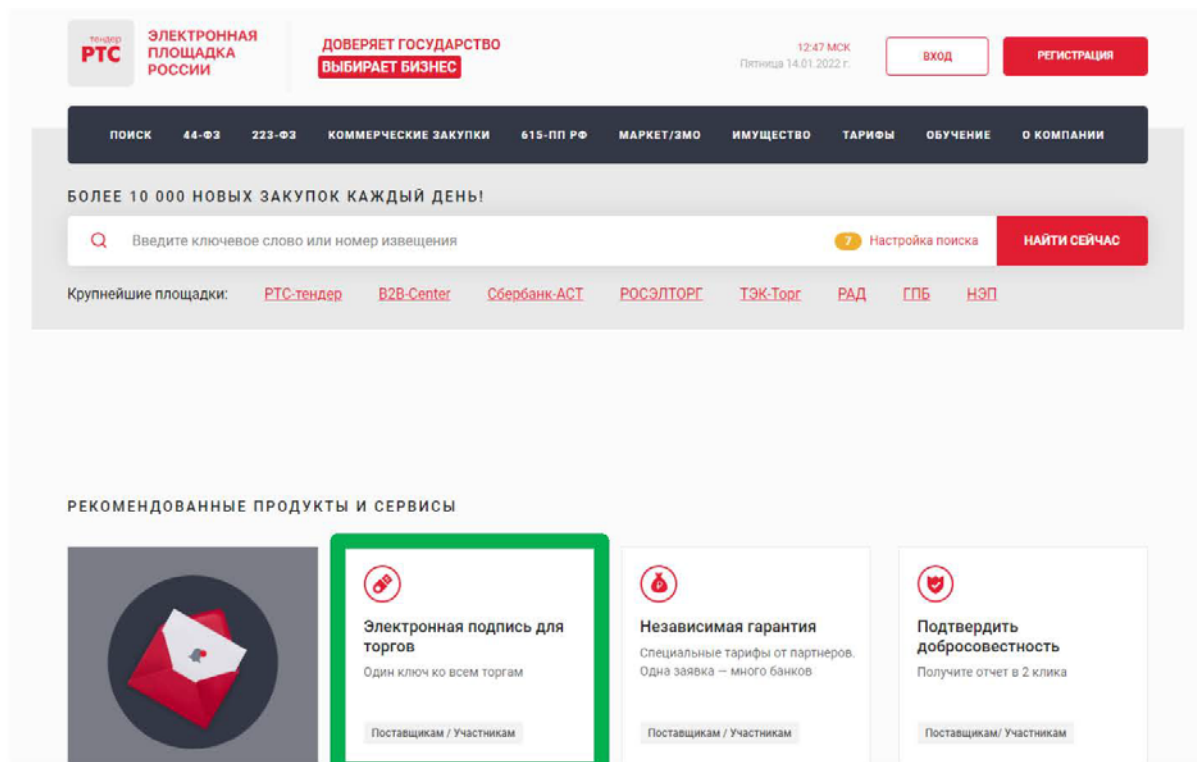 тендер
РТС
ЭЛЕКТРОННАЯ
ПЛОЩАДКА
РОССИИ
ДОВЕРЯЕТ ГОСУДАРСТВО
ВЫБИРАЕТ БИЗНЕС
12:47 МСК
Пятница 14.01.2022 г.
ВХОД
РЕГИСТРАЦИЯ
ПОИСК 44-ФЗ 223-ФЗ КОММЕРЧЕСКИЕ ЗАКУПКИ 615-ПП РФ МАРКЕТ/ЗМО ИМУЩЕСТВО ТАРИФЫ ОБУЧЕНИЕ О КОМПАНИИ
БОЛЕЕ 10 000 НОВЫХ ЗАКУПОК КАЖДЫЙ ДЕНЬ!
Введите ключевое слово или номер извещения 7 Настройка поиска НАЙТИ СЕЙЧАС
Крупнейшие площадки: РТС-тендер B2B-Center Сбербанк-АСТ РОСЭЛТОРГ ТЭК-Торг РАД ГПБ НЭП
РЕКОМЕНДОВАННЫЕ ПРОДУКТЫ И СЕРВИСЫ
Электронная подпись для
торгов
Один ключ ко всем торгам
Поставщикам / Участникам
Независимая гарантия
Специальные тарифы от партнеров.
Одна заявка — много банков
Поставщикам / Участникам
Подтвердить
добросовестность
Получите отчет в 2 клика
Поставщикам/ Участникам